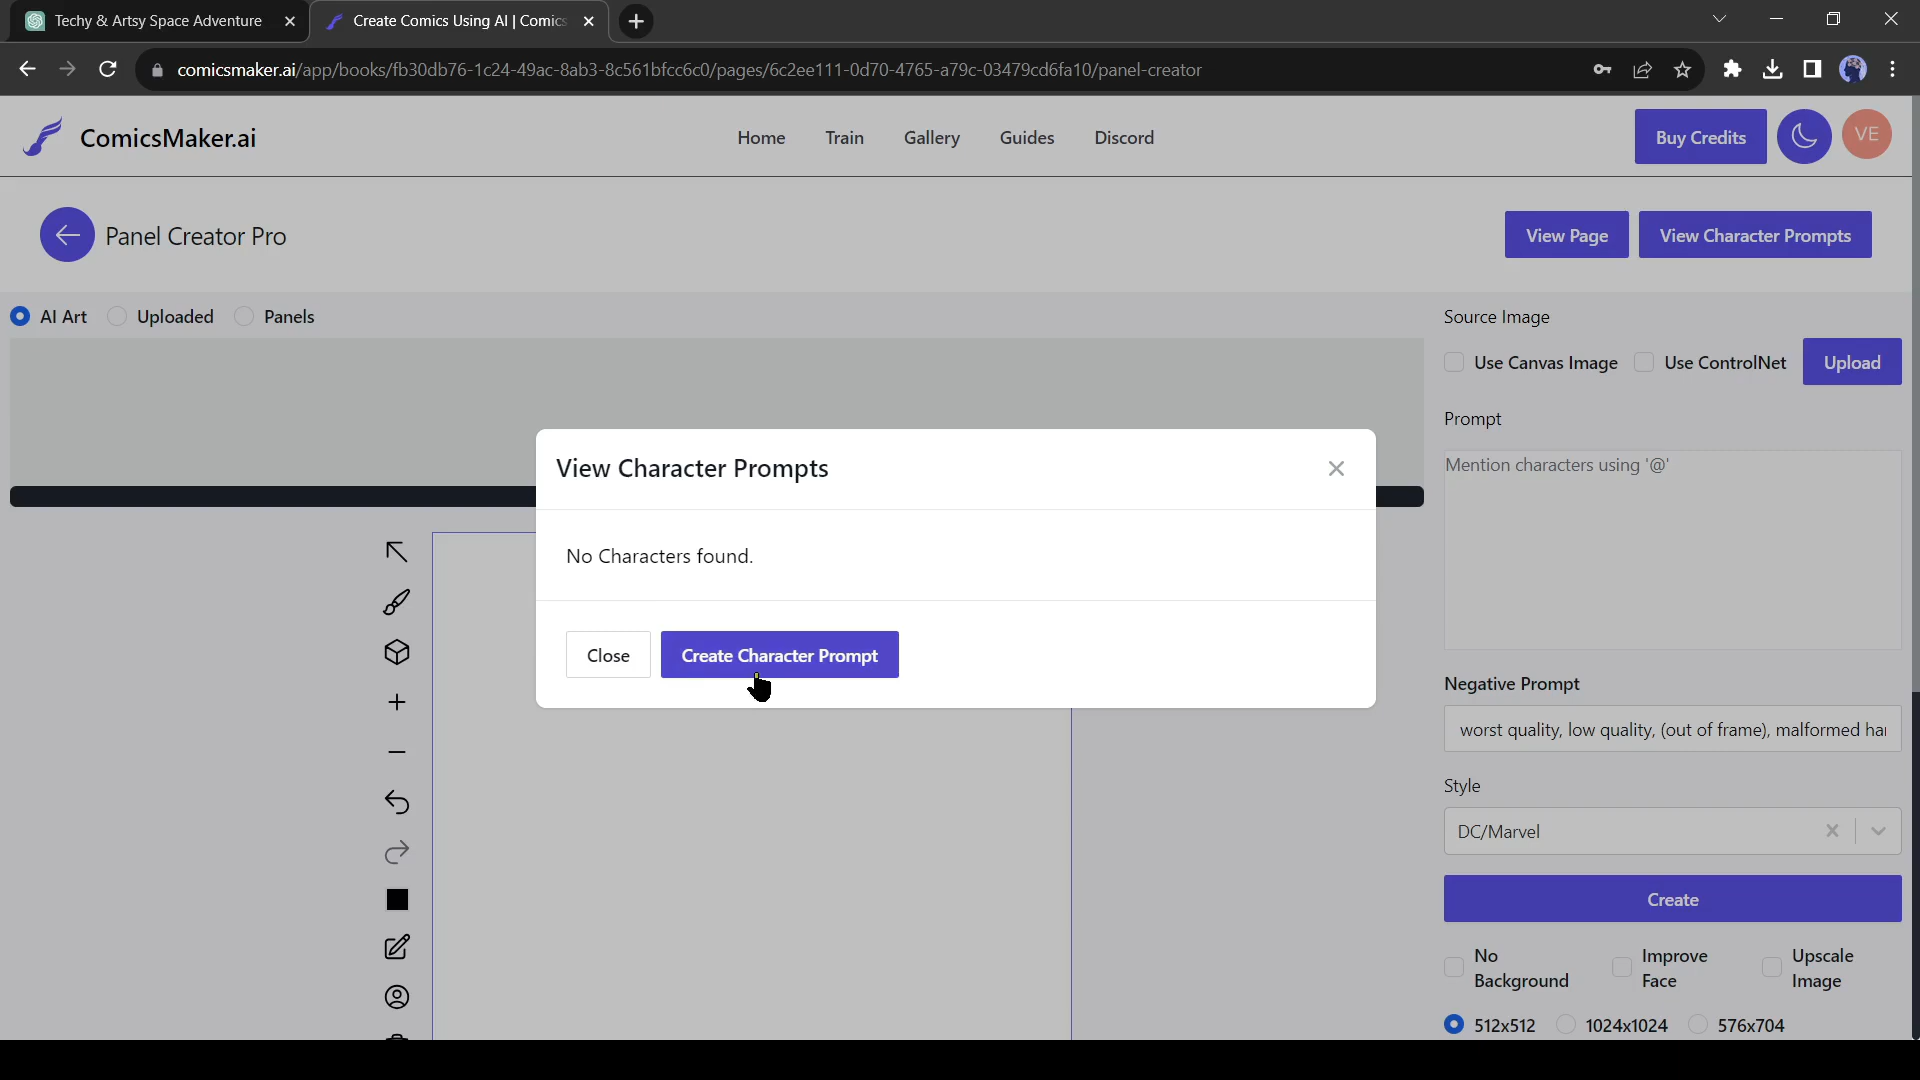 Techy & Artsy Space Adventure
Create Comics Using AI | Comics
comicsmaker.ai/app/books/fb30db76-1c24-49ac-8ab3-8c561bfcc6c0/pages/6c2ee111-0d70-4765-a79c-03479cd6fa10/panel-creator
ComicsMaker.ai
Home
Train
Gallery
Guides
Discord
Buy Credits
VE
Panel Creator Pro
View Page
View Character Prompts
AI Art
Uploaded
Panels
Source Image
Use Canvas Image
Use ControlNet
Upload
Prompt
Mention characters using '@'
View Character Prompts
No Characters found.
Close
Create Character Prompt
Negative Prompt
worst quality, low quality, (out of frame), malformed har
Style
DC/Marvel
Create
No
Background
Improve
Face
Upscale
Image
512x512
1024x1024
576x704